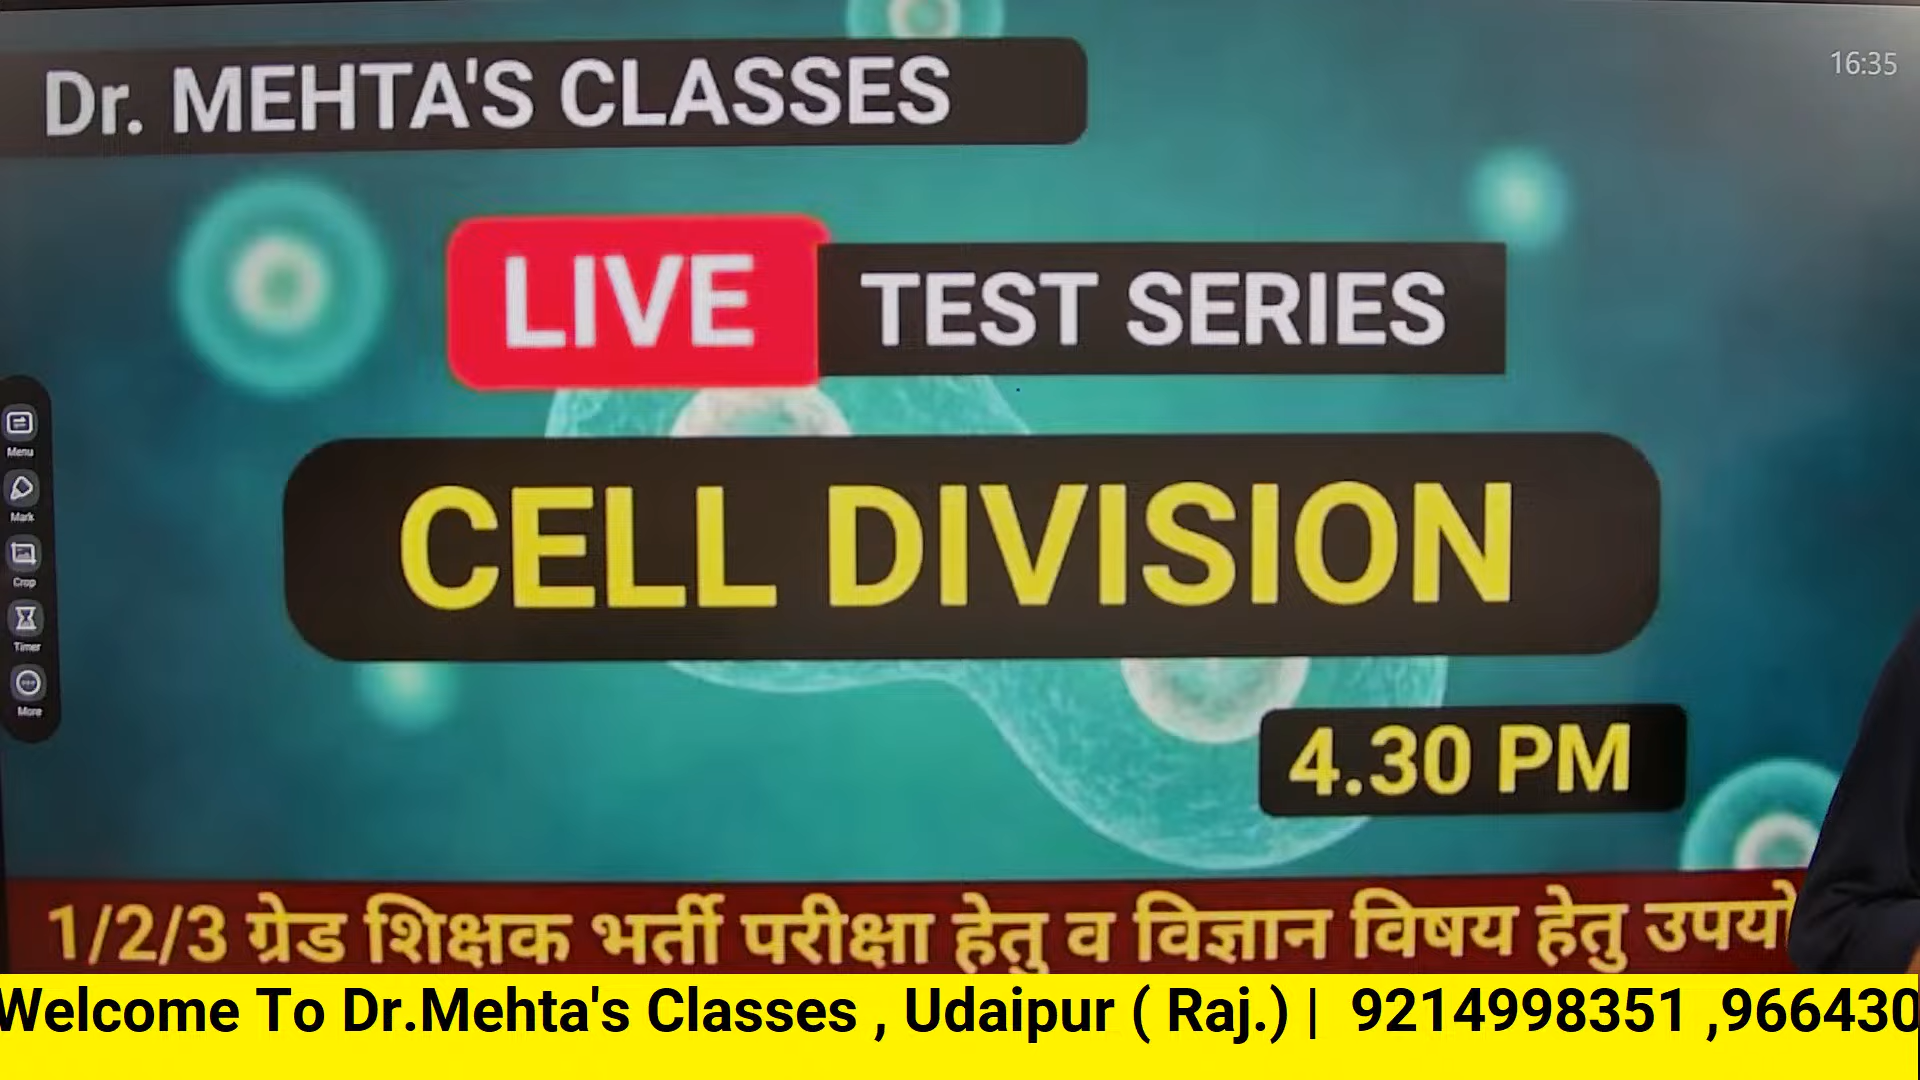 Dr. MEHTA'S CLASSES
16:35
LIVE TEST SERIES
CELL DIVISION
Menu
Mark
Crop
Timer
More
4.30 PM
1/2/3 ग्रेड शिक्षक भर्ती परीक्षा हेतु व विज्ञान विषय हेतु
Welcome To Dr.Mehta's Classes , Udaipur ( Raj.) | 9214998351 ,966430